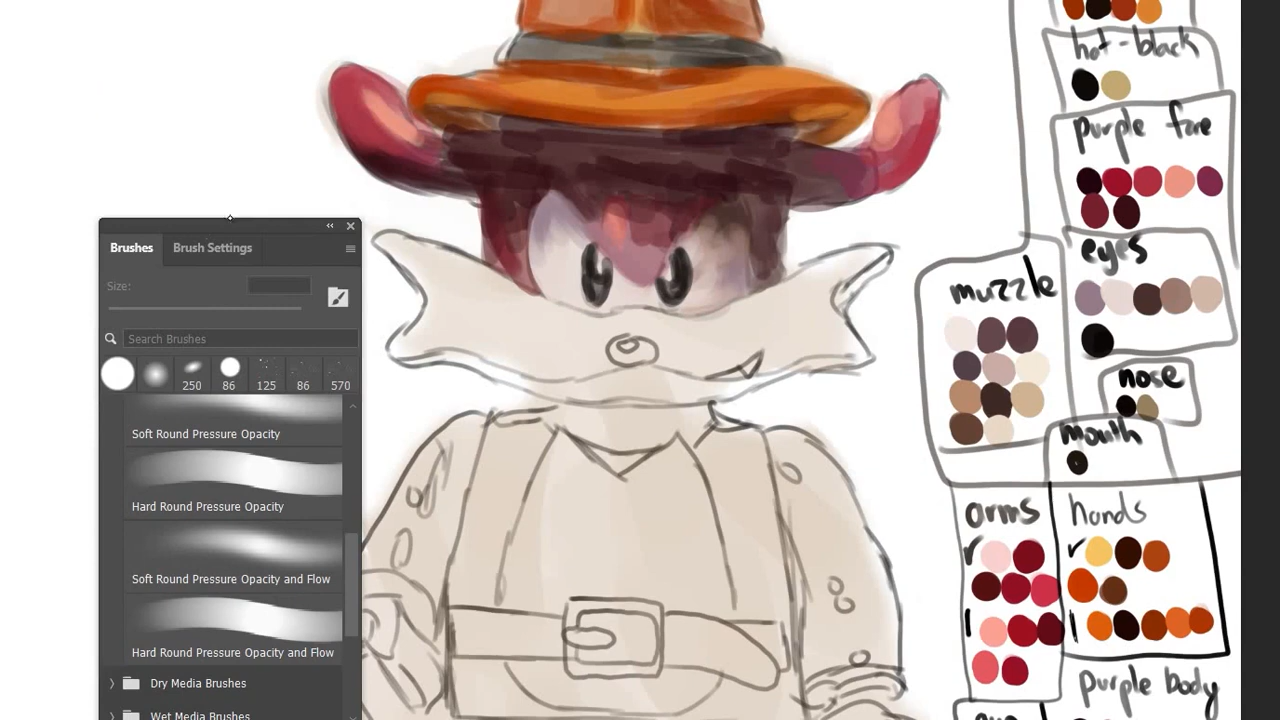 Brushes
Brush Settings
Size:
Search Brushes
250 86 125 86 570
Soft Round Pressure Opacity
Hard Round Pressure Opacity
Soft Round Pressure Opacity and Flow
Hard Round Pressure Opacity and Flow
Dry Media Brushes
Wet Media Brushes
hat-black
purple face
eyes
muzzle
nose
mouth
arms
hands
purple body